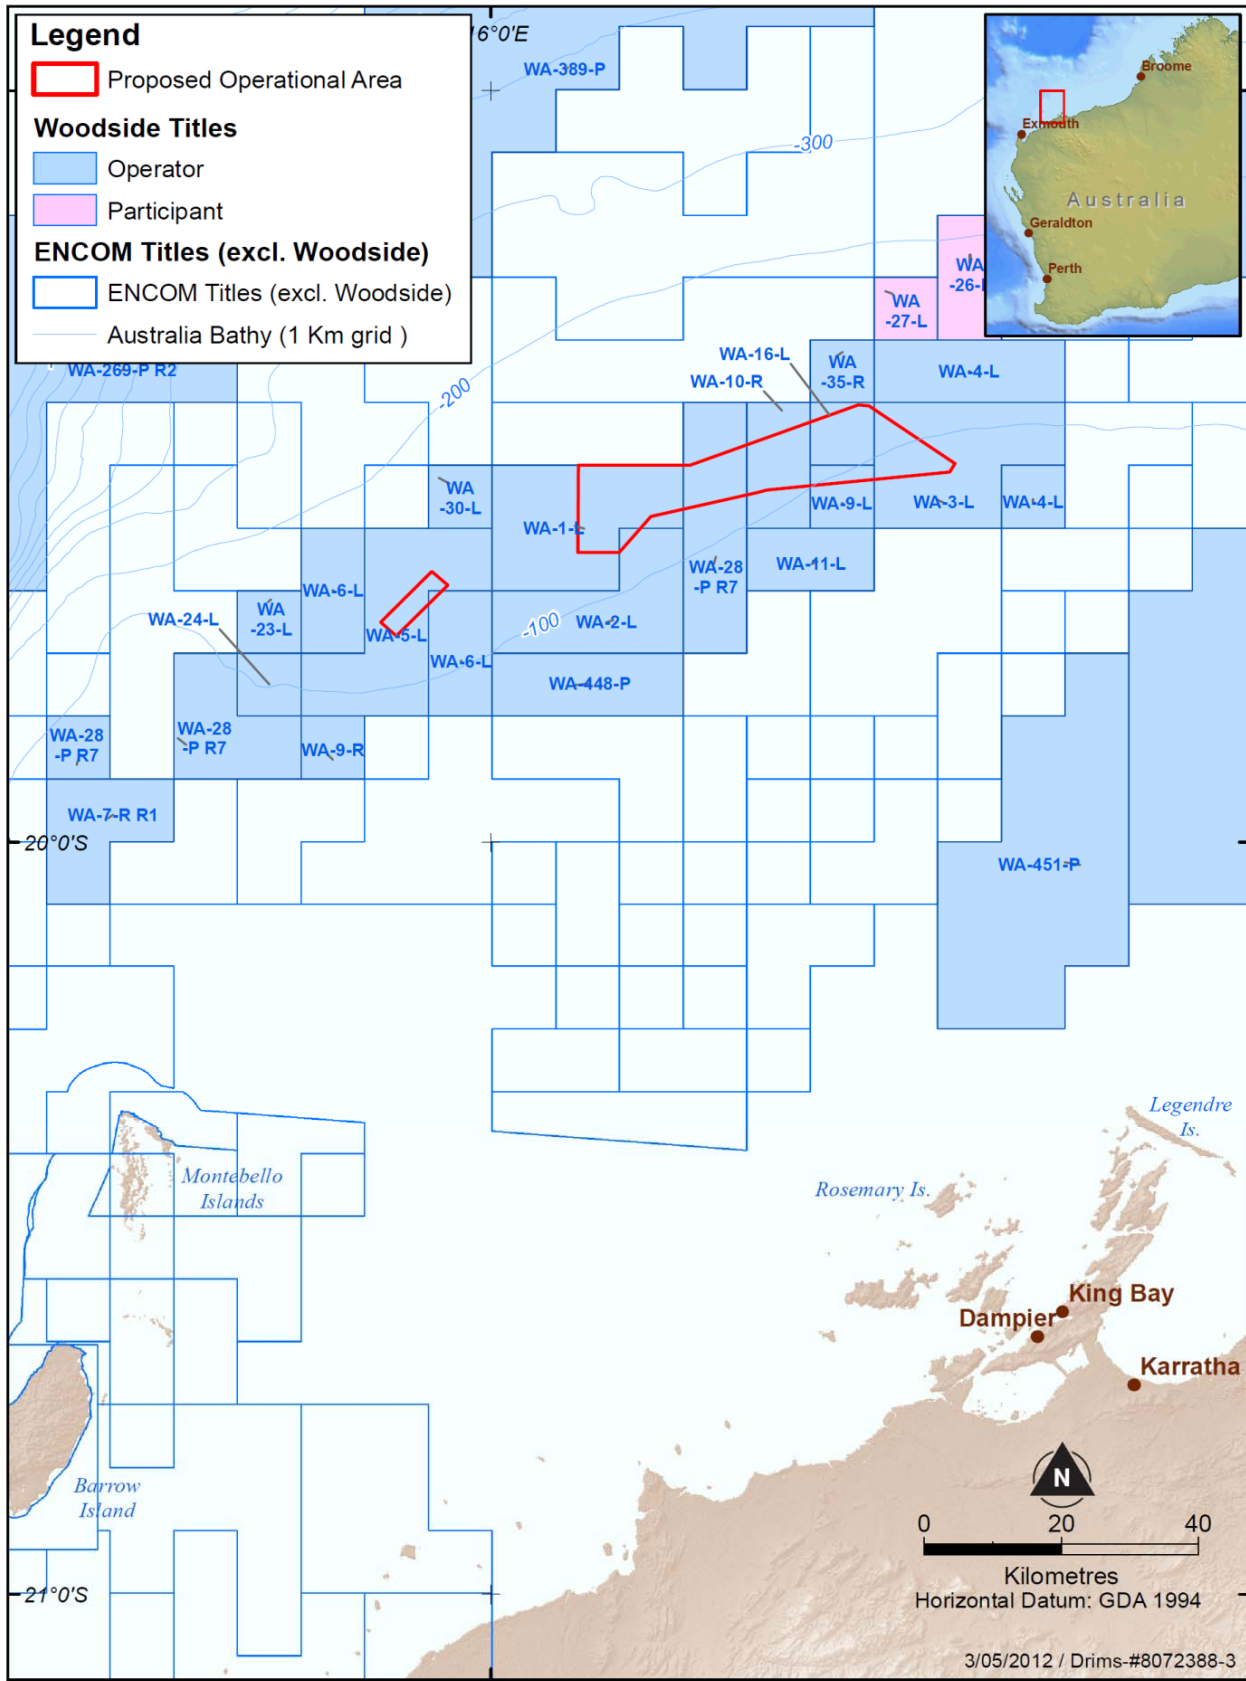 Legend
Proposed Operational Area
Woodside Titles
Operator
Participant
ENCOM Titles (excl. Woodside)
ENCOM Titles (excl. Woodside)
Australia Bathy (1 Km grid )
16°0'E
WA-389-P
-300
Broome
Exmouth
Australia
Geraldton
Perth
WA
-26-L
WA
-27-L
WA-269-P R2
-200
WA-16-L
WA-10-R
WA
-35-R
WA-4-L
WA
-30-L
WA-1-L
WA-9-L
WA-3-L
WA-4-L
WA-28
-P R7
WA-11-L
WA-24-L
WA
-23-L
WA-6-L
WA-5-L
-100
WA-2-L
WA-6-L
WA-448-P
WA-28
-P R7
WA-28
-P R7
WA-9-R
WA-7-R R1
20°0'S
WA-451-P
Legendre
Is.
Montebello
Islands
Rosemary Is.
King Bay
Dampier
Karratha
Barrow
Island
N
0 20 40
Kilometres
Horizontal Datum: GDA 1994
21°0'S
3/05/2012 / Drims-#8072388-3